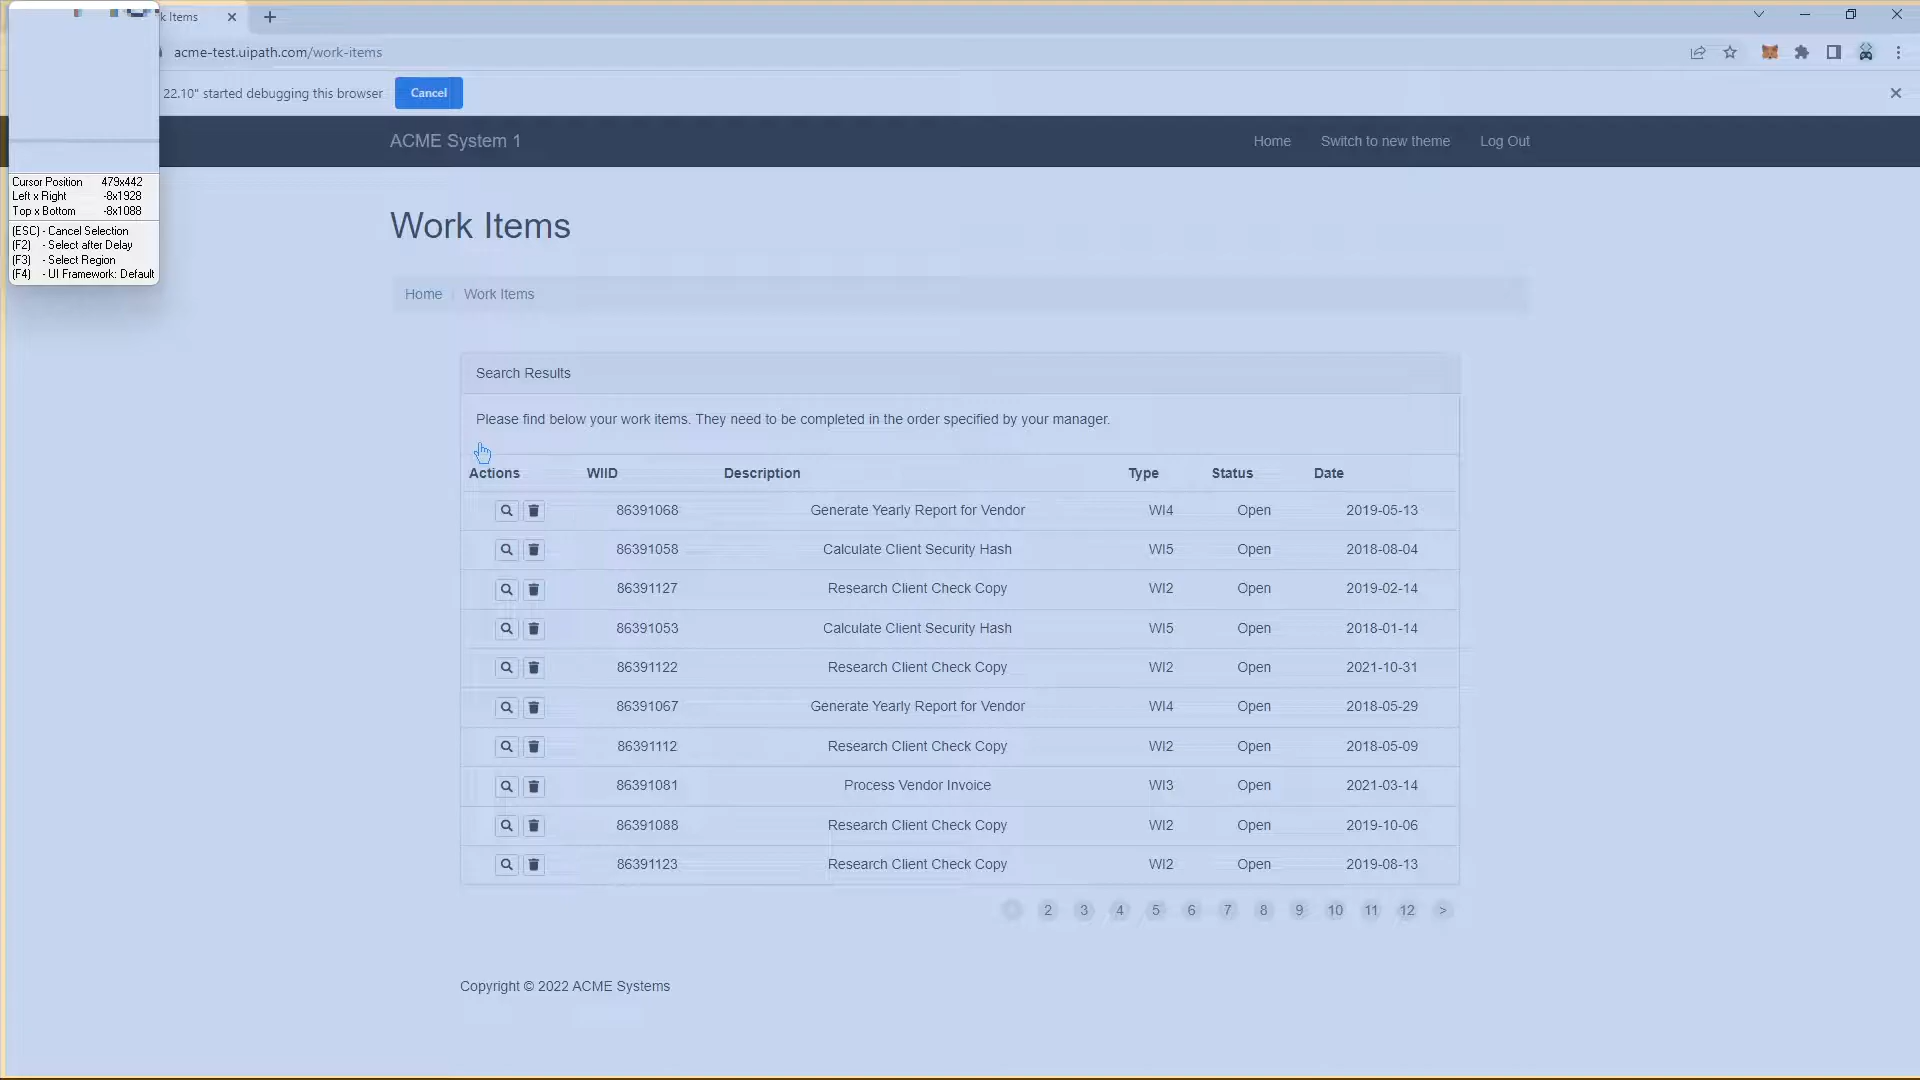 k Items
acme-test.uipath.com/work-items
22.10" started debugging this browser
Cancel
ACME System 1
Home
Switch to new theme
Log Out
Cursor Position 479x442
Left x Right -8x1928
Top x Bottom -8x1088
(ESC) - Cancel Selection
(F2) - Select after Delay
(F3) - Select Region
(F4) - UI Framework: Default
Work Items
Home / Work Items
Search Results
Please find below your work items. They need to be completed in the order specified by your manager.
Actions WIID Description Type Status Date
86391068 Generate Yearly Report for Vendor WI4 Open 2019-05-13
86391058 Calculate Client Security Hash WI5 Open 2018-08-04
86391127 Research Client Check Copy WI2 Open 2019-02-14
86391053 Calculate Client Security Hash WI5 Open 2018-01-14
86391122 Research Client Check Copy WI2 Open 2021-10-31
86391067 Generate Yearly Report for Vendor WI4 Open 2018-05-29
86391112 Research Client Check Copy WI2 Open 2018-05-09
86391081 Process Vendor Invoice WI3 Open 2021-03-14
86391088 Research Client Check Copy WI2 Open 2019-10-06
86391123 Research Client Check Copy WI2 Open 2019-08-13
2 3 4 5 6 7 8 9 10 11 12 >
Copyright © 2022 ACME Systems